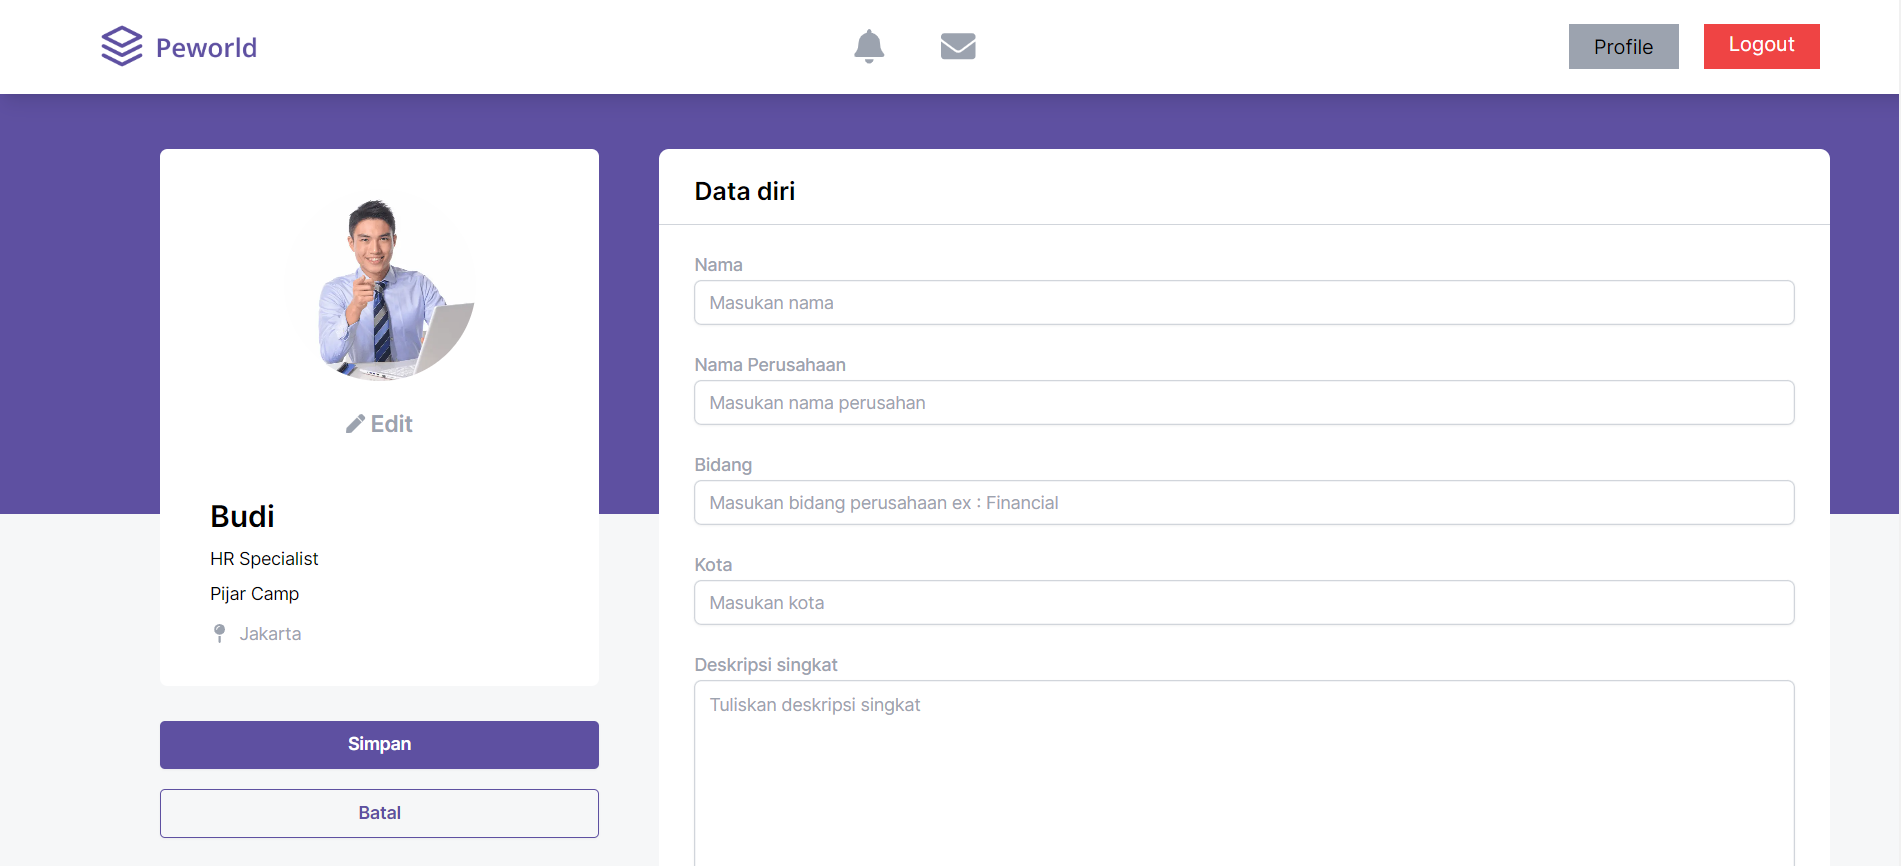 Peworld
Profile
Logout
Edit
Budi
HR Specialist
Pijar Camp
Jakarta
Simpan
Batal
Data diri
Nama
Masukan nama
Nama Perusahaan
Masukan nama perusahan
Bidang
Masukan bidang perusahaan ex : Financial
Kota
Masukan kota
Deskripsi singkat
Tuliskan deskripsi singkat